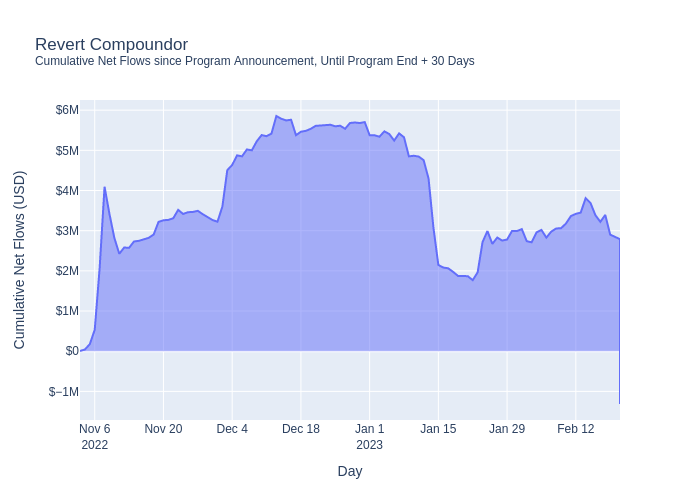 Revert Compoundor
Cumulative Net Flows since Program Announcement, Until Program End + 30 Days
Cumulative Net Flows (USD)
$6M
$5M
$4M
$3M
$2M
$1M
$0
$−1M
Nov 6
2022
Nov 20
Dec 4
Dec 18
Jan 1
2023
Jan 15
Jan 29
Feb 12
Day